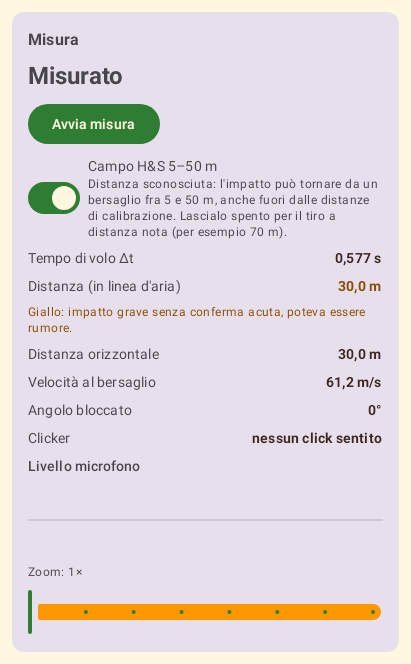 Misura
Misurato
Avvia misura
Campo H&S 5–50 m
Distanza sconosciuta: l'impatto può tornare da un
bersaglio fra 5 e 50 m, anche fuori dalle distanze
di calibrazione. Lascialo spento per il tiro a
distanza nota (per esempio 70 m).
Tempo di volo Δt 0,577 s
Distanza (in linea d'aria) 30,0 m
Giallo: impatto grave senza conferma acuta, poteva essere
rumore.
Distanza orizzontale 30,0 m
Velocità al bersaglio 61,2 m/s
Angolo bloccato 0°
Clicker nessun click sentito
Livello microfono
Zoom: 1×